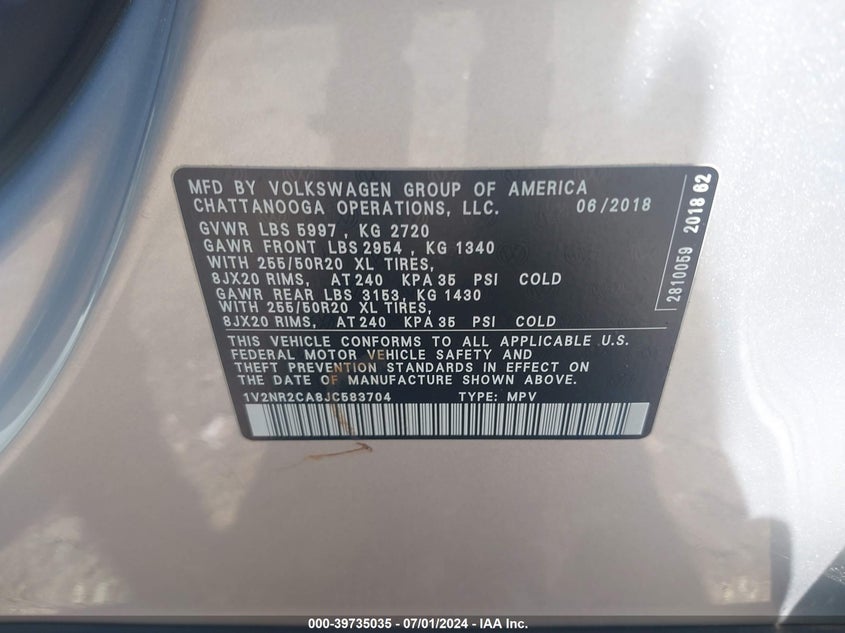 MFD BY VOLKSWAGEN GROUP OF AMERICA
CHATTANOOGA OPERATIONS, LLC. 06/2018
GVWR LBS 5997 , KG 2720
GAWR FRONT LBS 2954 , KG 1340
WITH 255/50R20 XL TIRES,
8JX20 RIMS, AT 240 KPA 35 PSI COLD
GAWR REAR LBS 3153, KG 1430
WITH 255/50R20 XL TIRES,
8JX20 RIMS, AT 240 KPA 35 PSI COLD
THIS VEHICLE CONFORMS TO ALL APPLICABLE U.S.
FEDERAL MOTOR VEHICLE SAFETY AND
THEFT PREVENTION STANDARDS IN EFFECT ON
THE DATE OF MANUFACTURE SHOWN ABOVE.
1V2NR2CA8JC583704 TYPE: MPV
2810059 2018 62
000-39735035 - 07/01/2024 - IAA Inc.